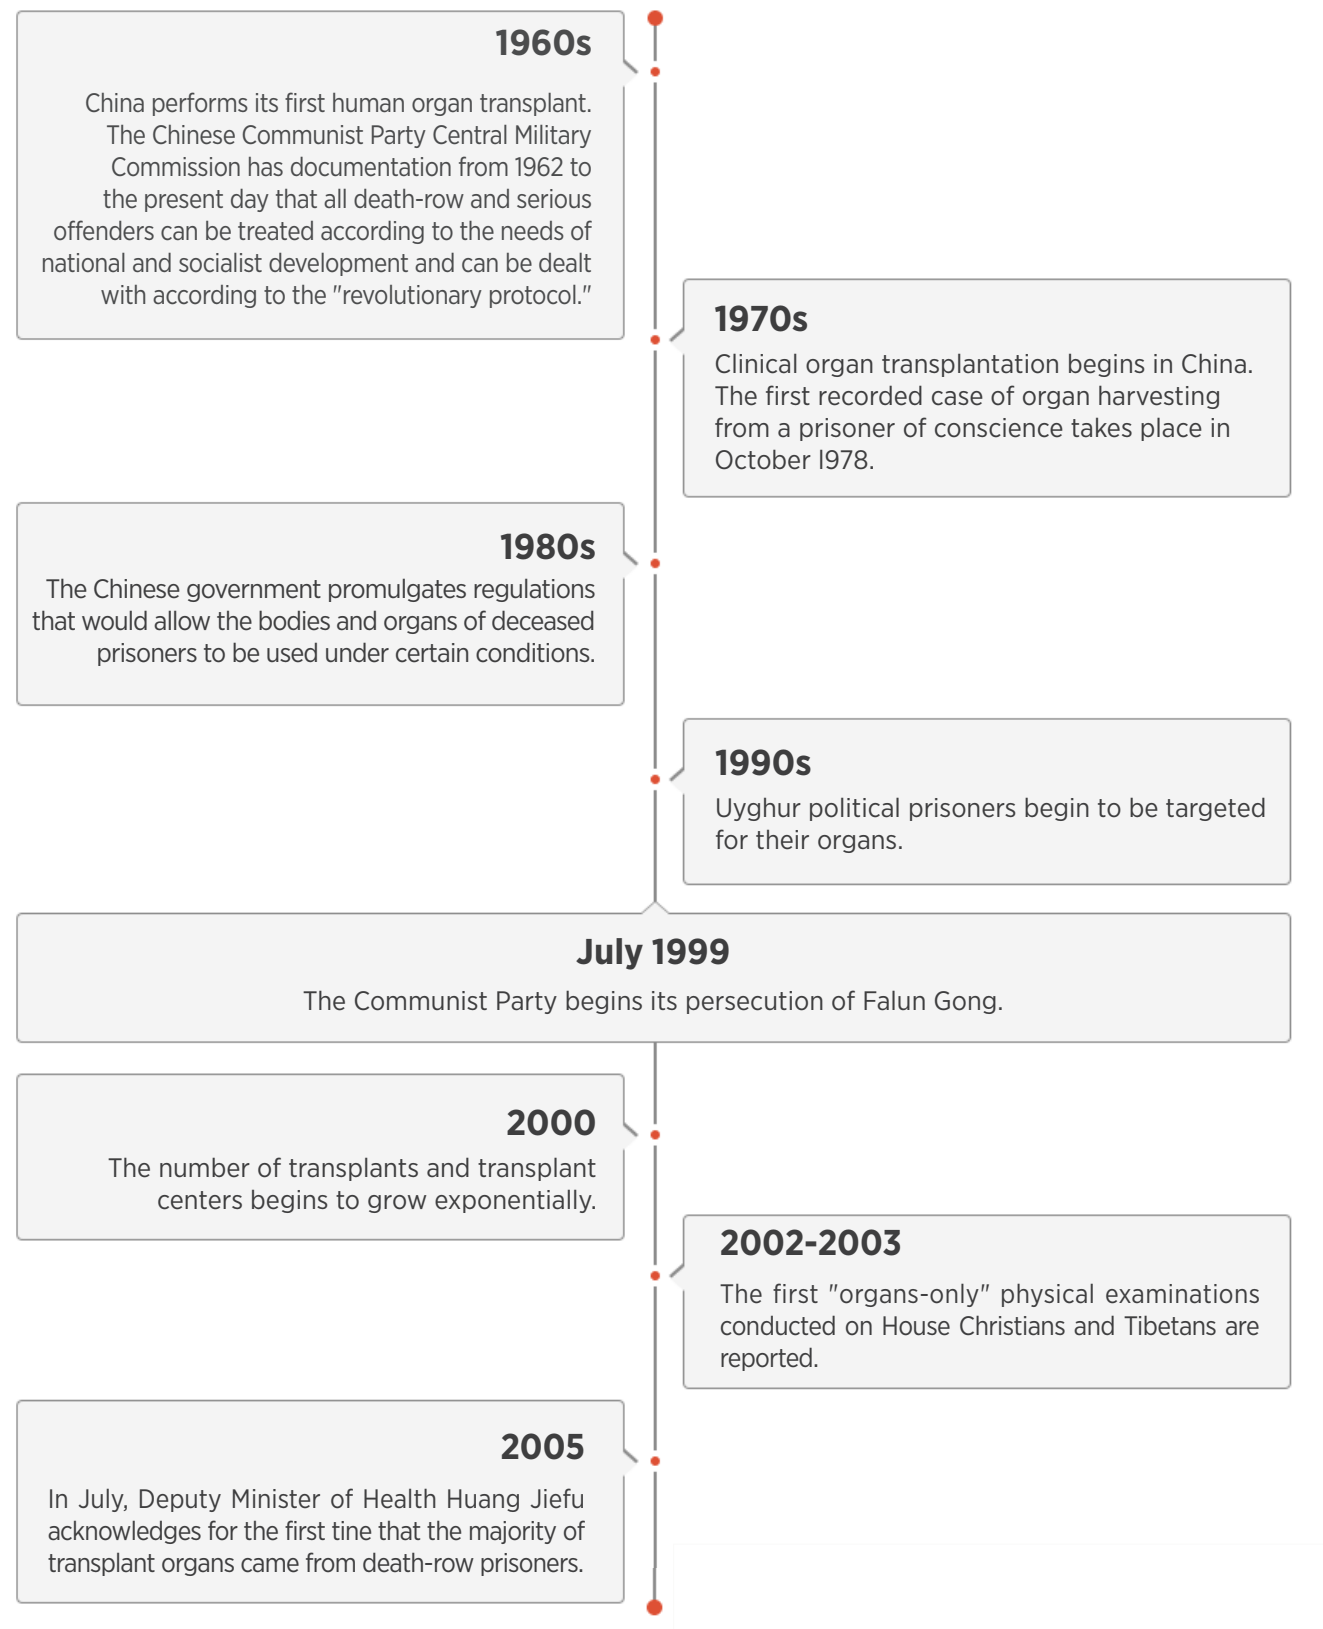 1960s
China performs its first human organ transplant.
The Chinese Communist Party Central Military
Commission has documentation from 1962 to
the present day that all death-row and serious
offenders can be treated according to the needs of
national and socialist development and can be dealt
with according to the "revolutionary protocol."
1970s
Clinical organ transplantation begins in China.
The first recorded case of organ harvesting
from a prisoner of conscience takes place in
October l978.
1980s
The Chinese government promulgates regulations
that would allow the bodies and organs of deceased
prisoners to be used under certain conditions.
1990s
Uyghur political prisoners begin to be targeted
for their organs.
July 1999
The Communist Party begins its persecution of Falun Gong.
2000
The number of transplants and transplant
centers begins to grow exponentially.
2002-2003
The first "organs-only" physical examinations
conducted on House Christians and Tibetans are
reported.
2005
In July, Deputy Minister of Health Huang Jiefu
acknowledges for the first tine that the majority of
transplant organs came from death-row prisoners.